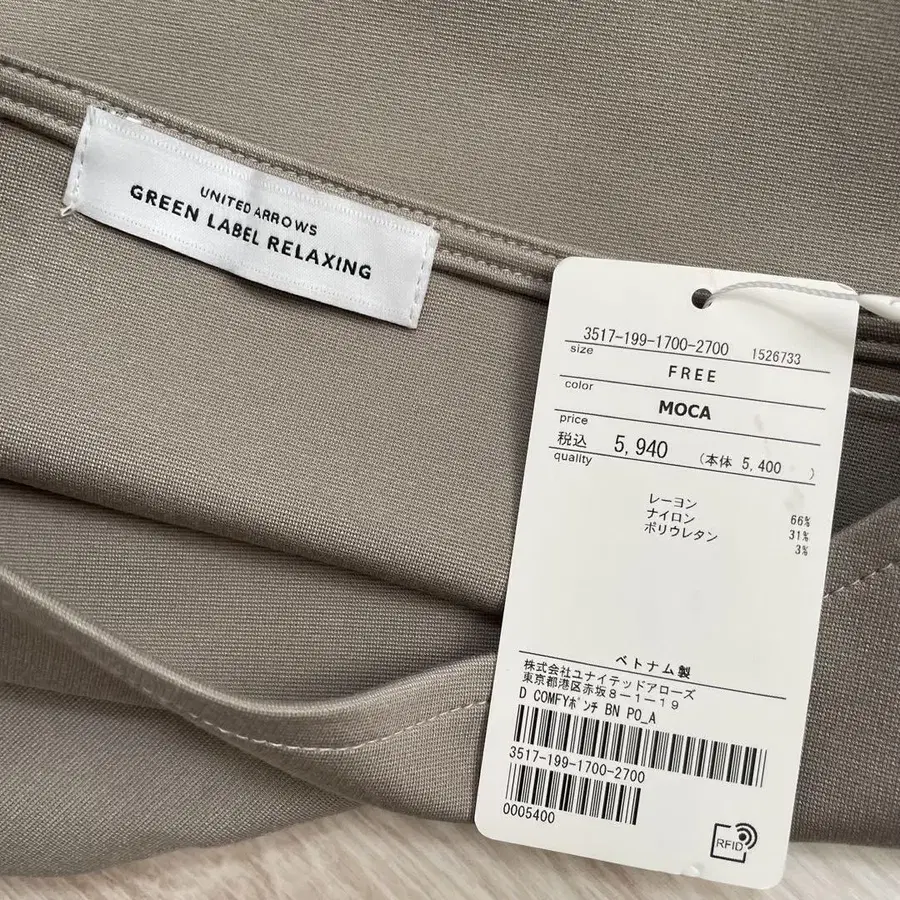 UNITED ARROWS
GREEN LABEL RELAXING
3517-199-1700-2700 1526733
size
FREE
color
MOCA
price
税込 5,940 (本体 5,400 )
quality
レーヨン 66%
ナイロン 31%
ポリウレタン 3%
ベトナム製
株式会社ユナイテッドアローズ
東京都港区赤坂8-1-19
D COMFYﾎﾟﾝﾁ BN PO_A
3517-199-1700-2700
0005400
RFID